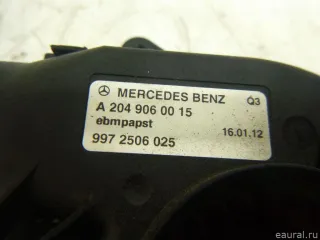 MERCEDES BENZ Q3
A 204 906 00 15
ebmpapst 16.01.12
997 2506 025
eaural.ru